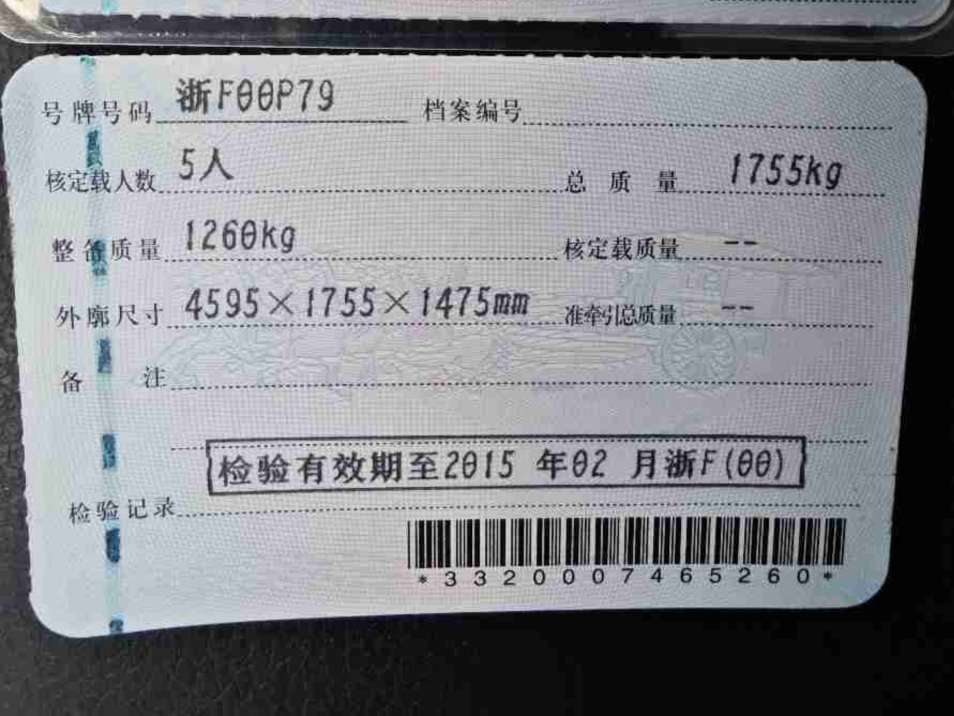 号牌号码 浙F00P79 档案编号
核定载人数 5人 总质量 1755kg
整备质量 1260kg 核定载质量 --
外廓尺寸 4595×1755×1475mm 准牵引总质量 --
备注
检验有效期至2015 年02 月浙F(00)
检验记录
*3320007465260*